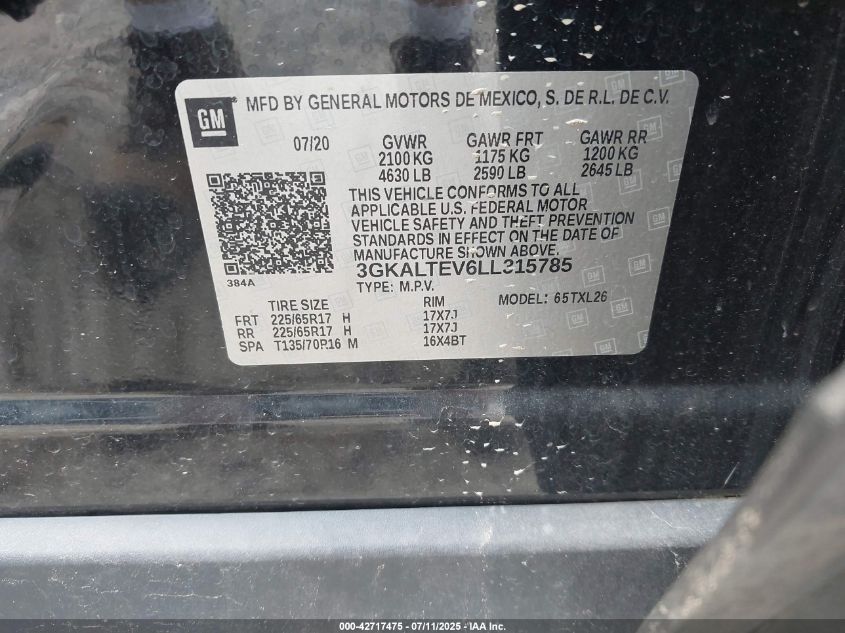 GM
MFD BY GENERAL MOTORS DE MEXICO, S. DE R.L. DE C.V.
07/20 GVWR GAWR FRT GAWR RR
2100 KG 1175 KG 1200 KG
4630 LB 2590 LB 2645 LB
THIS VEHICLE CONFORMS TO ALL
APPLICABLE U.S. FEDERAL MOTOR
VEHICLE SAFETY AND THEFT PREVENTION
STANDARDS IN EFFECT ON THE DATE OF
MANUFACTURE SHOWN ABOVE.
384A
3GKALTEV6LL315785
TYPE: M.P.V. MODEL: 65TXL26
TIRE SIZE RIM
FRT 225/65R17 H 17X7J
RR 225/65R17 H 17X7J
SPA T135/70R16 M 16X4BT
000-42717475 - 07/11/2025 - IAA Inc.